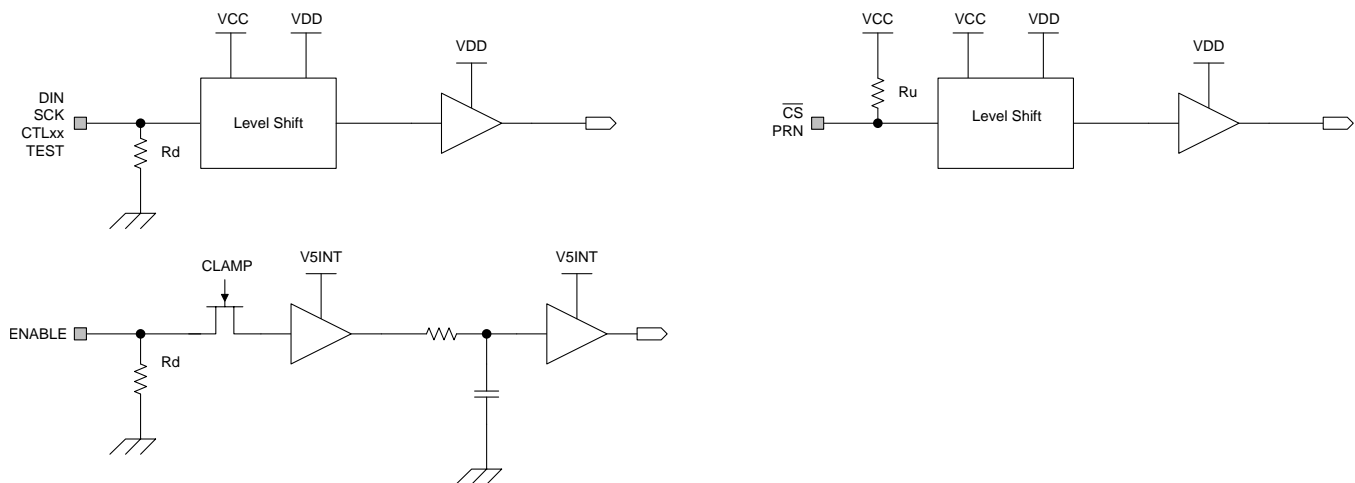 VCC VDD
VDD
DIN
SCK
CTLxx
TEST
Level Shift
Rd
VCC
VCC VDD
VDD
Ru
C̅S̅
PRN
Level Shift
CLAMP
V5INT
V5INT
ENABLE
Rd